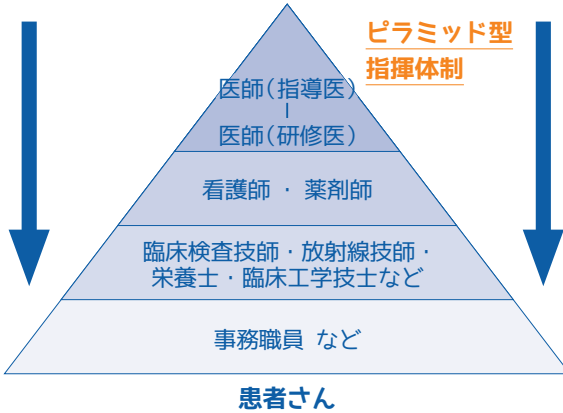 ピラミッド型
指揮体制
医師(指導医)
医師(研修医)
看護師 ・ 薬剤師
臨床検査技師・放射線技師・
栄養士・臨床工学技士など
事務職員 など
患者さん